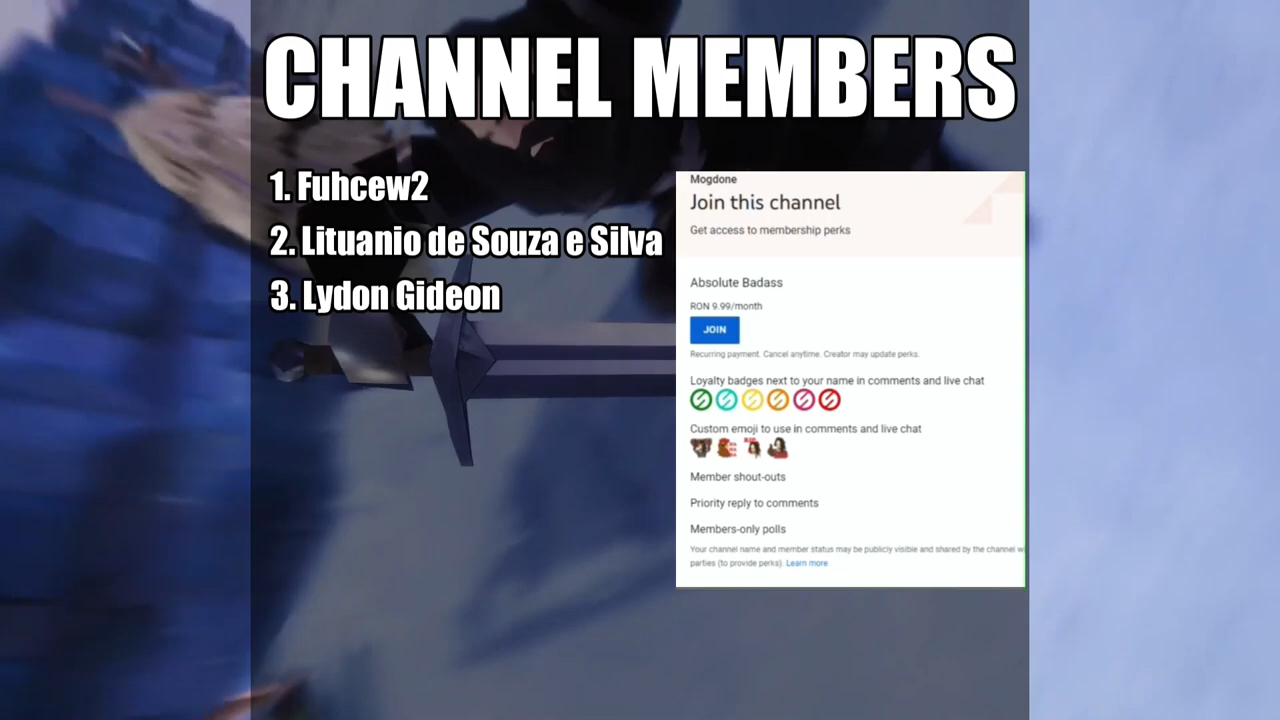 CHANNEL MEMBERS
1. Fuhcew2
2. Lituanio de Souza e Silva
3. Lydon Gideon
Mogdone
Join this channel
Get access to membership perks
Absolute Badass
RON 9.99/month
JOIN
Recurring payment. Cancel anytime. Creator may update perks.
Loyalty badges next to your name in comments and live chat
Custom emoji to use in comments and live chat
Member shout-outs
Priority reply to comments
Members-only polls
Your channel name and member status may be publicly visible and shared by the channel
parties (to provide perks). Learn more